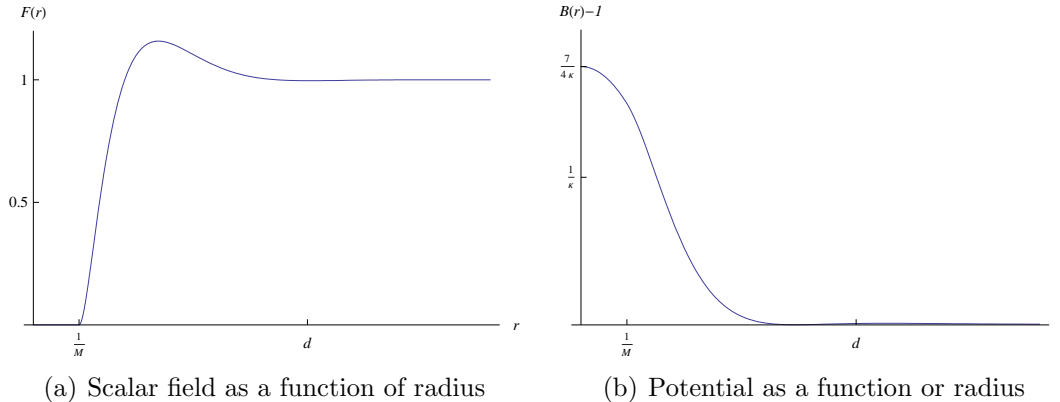 F(r)
1
0.5
1/M
d
r
B(r)−1
7/4 κ
1/κ
1/M
d
(a) Scalar field as a function of radius
(b) Potential as a function or radius